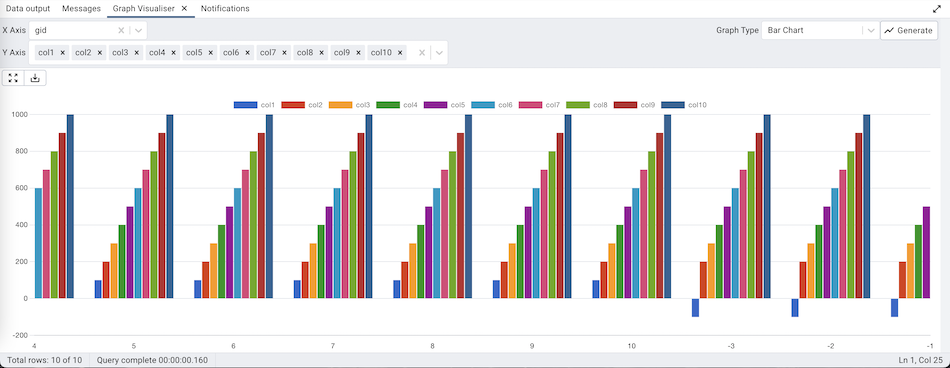 Data output Messages Graph Visualiser × Notifications
X Axis gid × Graph Type Bar Chart Generate
Y Axis col1 × col2 × col3 × col4 × col5 × col6 × col7 × col8 × col9 × col10 × ×
col1 col2 col3 col4 col5 col6 col7 col8 col9 col10
1000
800
600
400
200
0
-200
4 5 6 7 8 9 10 -3 -2 -1
Total rows: 10 of 10 Query complete 00:00:00.160 Ln 1, Col 25